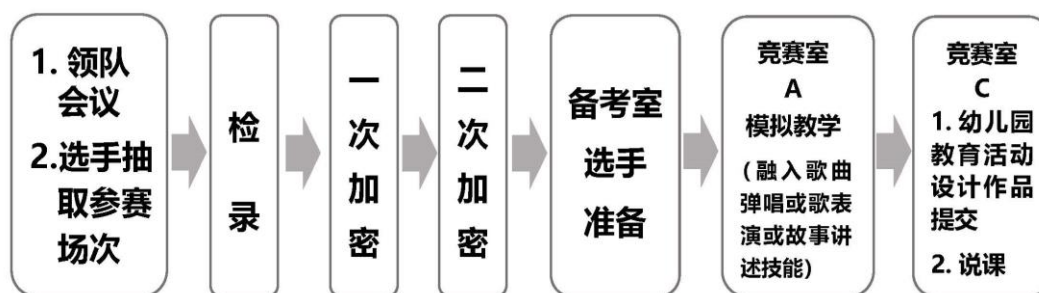 1. 领队
会议
2.选手抽
取参赛
场次
检
录
一
次
加
密
二
次
加
密
备考室
选手
准备
竞赛室
A
模拟教学
(融入歌曲
弹唱或歌表
演或故事讲
述技能)
竞赛室
C
1. 幼儿园
教育活动
设计作品
提交
2. 说课